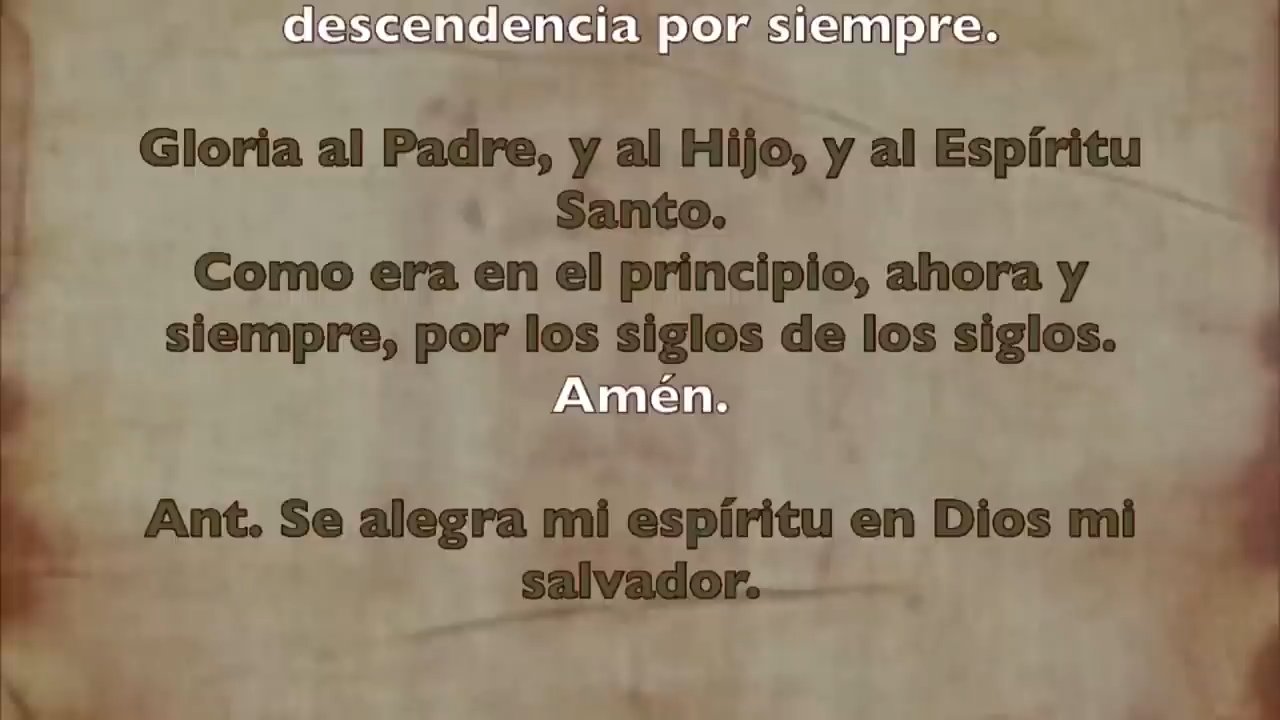 descendencia por siempre.
Gloria al Padre, y al Hijo, y al Espíritu
Santo.
Como era en el principio, ahora y
siempre, por los siglos de los siglos.
Amén.
Ant. Se alegra mi espíritu en Dios mi
salvador.